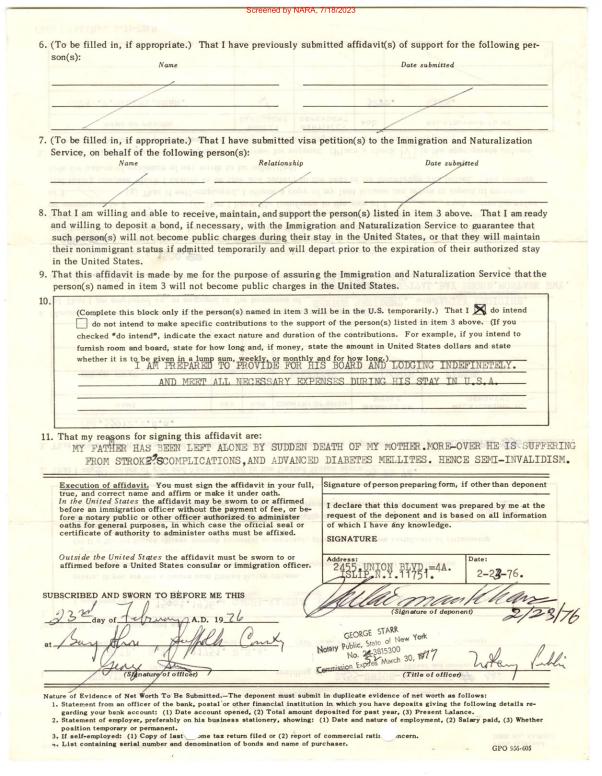 Screened by NARA, 7/18/2023
6. (To be filled in, if appropriate.) That I have previously submitted affidavit(s) of support for the following per-
son(s):
Name Date submitted
7. (To be filled in, if appropriate.) That I have submitted visa petition(s) to the Immigration and Naturalization
Service, on behalf of the following person(s):
Name Relationship Date submitted
8. That I am willing and able to receive, maintain, and support the person(s) listed in item 3 above. That I am ready
and willing to deposit a bond, if necessary, with the Immigration and Naturalization Service to guarantee that
such person(s) will not become public charges during their stay in the United States, or that they will maintain
their nonimmigrant status if admitted temporarily and will depart prior to the expiration of their authorized stay
in the United States.
9. That this affidavit is made by me for the purpose of assuring the Immigration and Naturalization Service that the
person(s) named in item 3 will not become public charges in the United States.
10.
(Complete this block only if the person(s) named in item 3 will be in the U.S. temporarily.) That I X do intend
do not intend to make specific contributions to the support of the person(s) listed in item 3 above. (If you
checked "do intend", indicate the exact nature and duration of the contributions. For example, if you intend to
furnish room and board, state for how long and, if money, state the amount in United States dollars and state
whether it is to be given in a lump sum, weekly, or monthly and for how long.)
I AM PREPARED TO PROVIDE FOR HIS BOARD AND LODGING INDEFINETELY.
AND MEET ALL NECESSARY EXPENSES DURING HIS STAY IN U.S.A.
11. That my reasons for signing this affidavit are:
MY FATHER HAS BEEN LEFT ALONE BY SUDDEN DEATH OF MY MOTHER.MORE-OVER HE IS SUFFERING
FROM STROKE'SCOMPLICATIONS,AND ADVANCED DIABETES MELLITES. HENCE SEMI-INVALIDISM.
Execution of affidavit. You must sign the affidavit in your full,
true, and correct name and affirm or make it under oath.
In the United States the affidavit may be sworn to or affirmed
before an immigration officer without the payment of fee, or be-
fore a notary public or other officer authorized to administer
oaths for general purposes, in which case the official seal or
certificate of authority to administer oaths must be affixed.
Outside the United States the affidavit must be sworn to or
affirmed before a United States consular or immigration officer.
Signature of person preparing form, if other than deponent
I declare that this document was prepared by me at the
request of the deponent and is based on all information
of which I have any knowledge.
SIGNATURE
Address: Date:
2455.UNION BLVD.=4A.
ISLIP.N.Y.11751. 2-23-76.
SUBSCRIBED AND SWORN TO BEFORE ME THIS
23rd day of February A.D. 1976
(Signature of deponent) 2/23/76
at Bay Shore, Suffolk County
George Starr
(Signature of officer)
GEORGE STARR
Notary Public, State of New York
No. 3815300
Commission Expires March 30, 1977
Notary Public
(Title of officer)
Nature of Evidence of Net Worth To Be Submitted.—The deponent must submit in duplicate evidence of net worth as follows:
1. Statement from an officer of the bank, postal or other financial institution in which you have deposits giving the following details re-
garding your bank account: (1) Date account opened, (2) Total amount deposited for past year, (3) Present balance.
2. Statement of employer, preferably on his business stationery, showing: (1) Date and nature of employment, (2) Salary paid, (3) Whether
position temporary or permanent.
3. If self-employed: (1) Copy of last tax return filed or (2) report of commercial concern.
4. List containing serial number and denomination of bonds and name of purchaser.
GPO 956-605